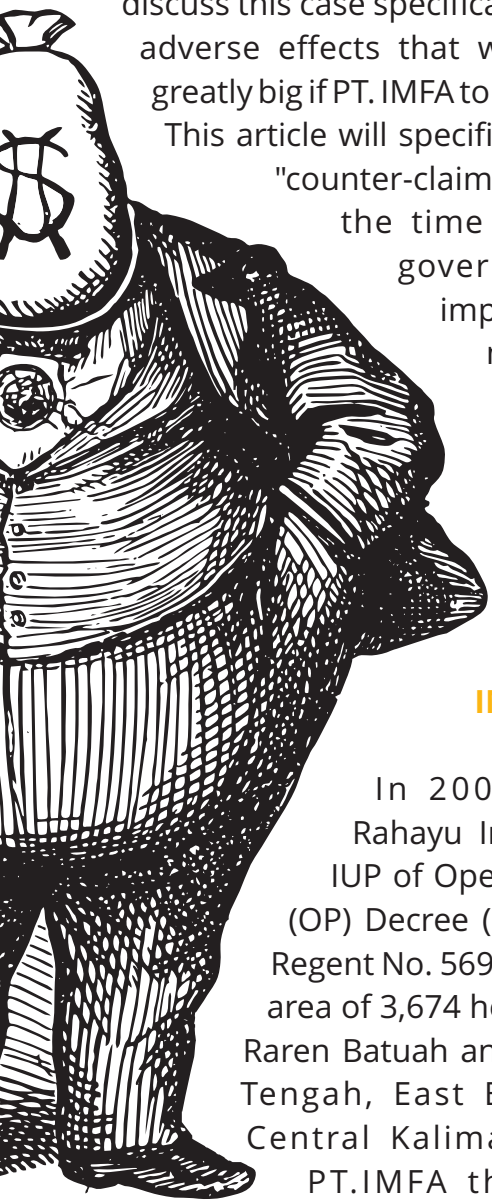 discuss this case specifica
adverse effects that w
greatly big if PT. IMFA to
This article will specifi
"counter-claim
the time
gover
imp
r
$
I
In 200
Rahayu I
IUP of Ope
(OP) Decree (
Regent No. 569
area of 3,674 he
Raren Batuah an
Tengah, East
Central Kalima
PT.IMFA th